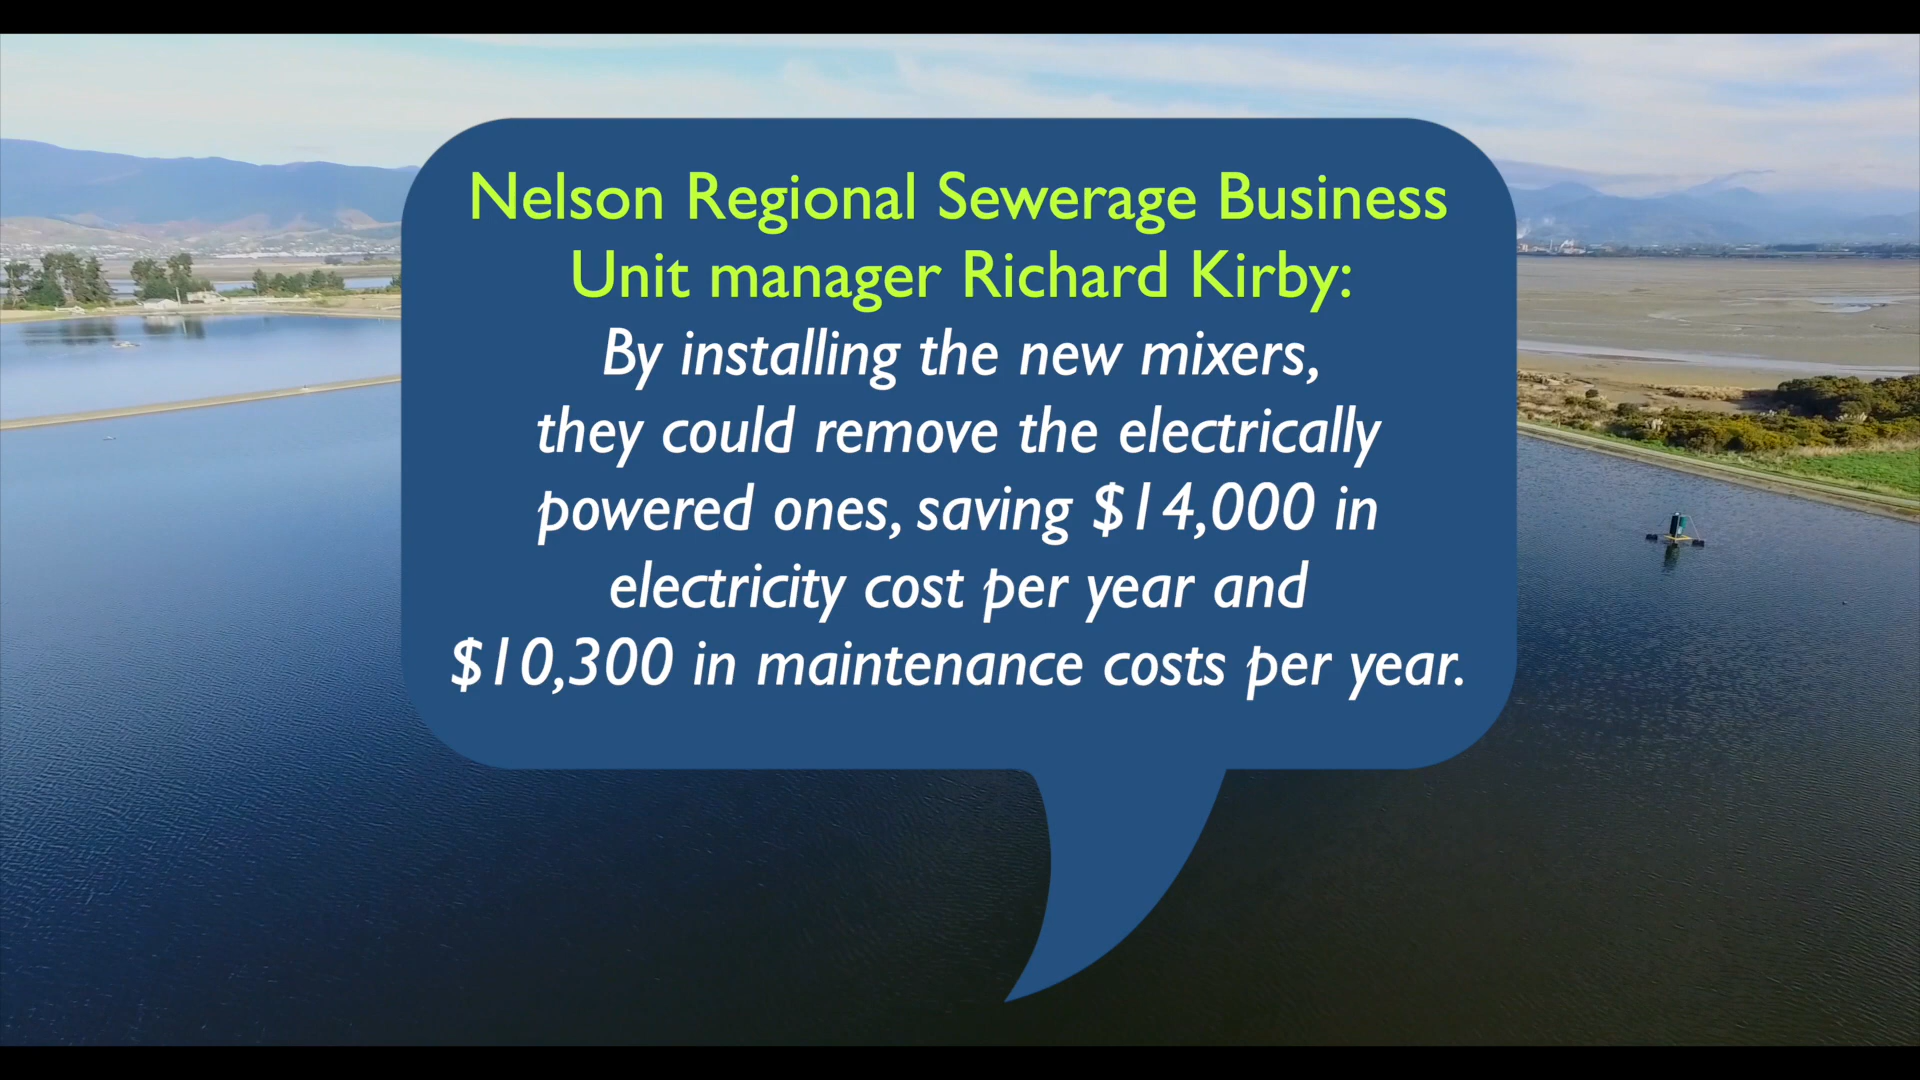 Nelson Regional Sewerage Business
Unit manager Richard Kirby:
By installing the new mixers,
they could remove the electrically
powered ones, saving $14,000 in
electricity cost per year and
$10,300 in maintenance costs per year.